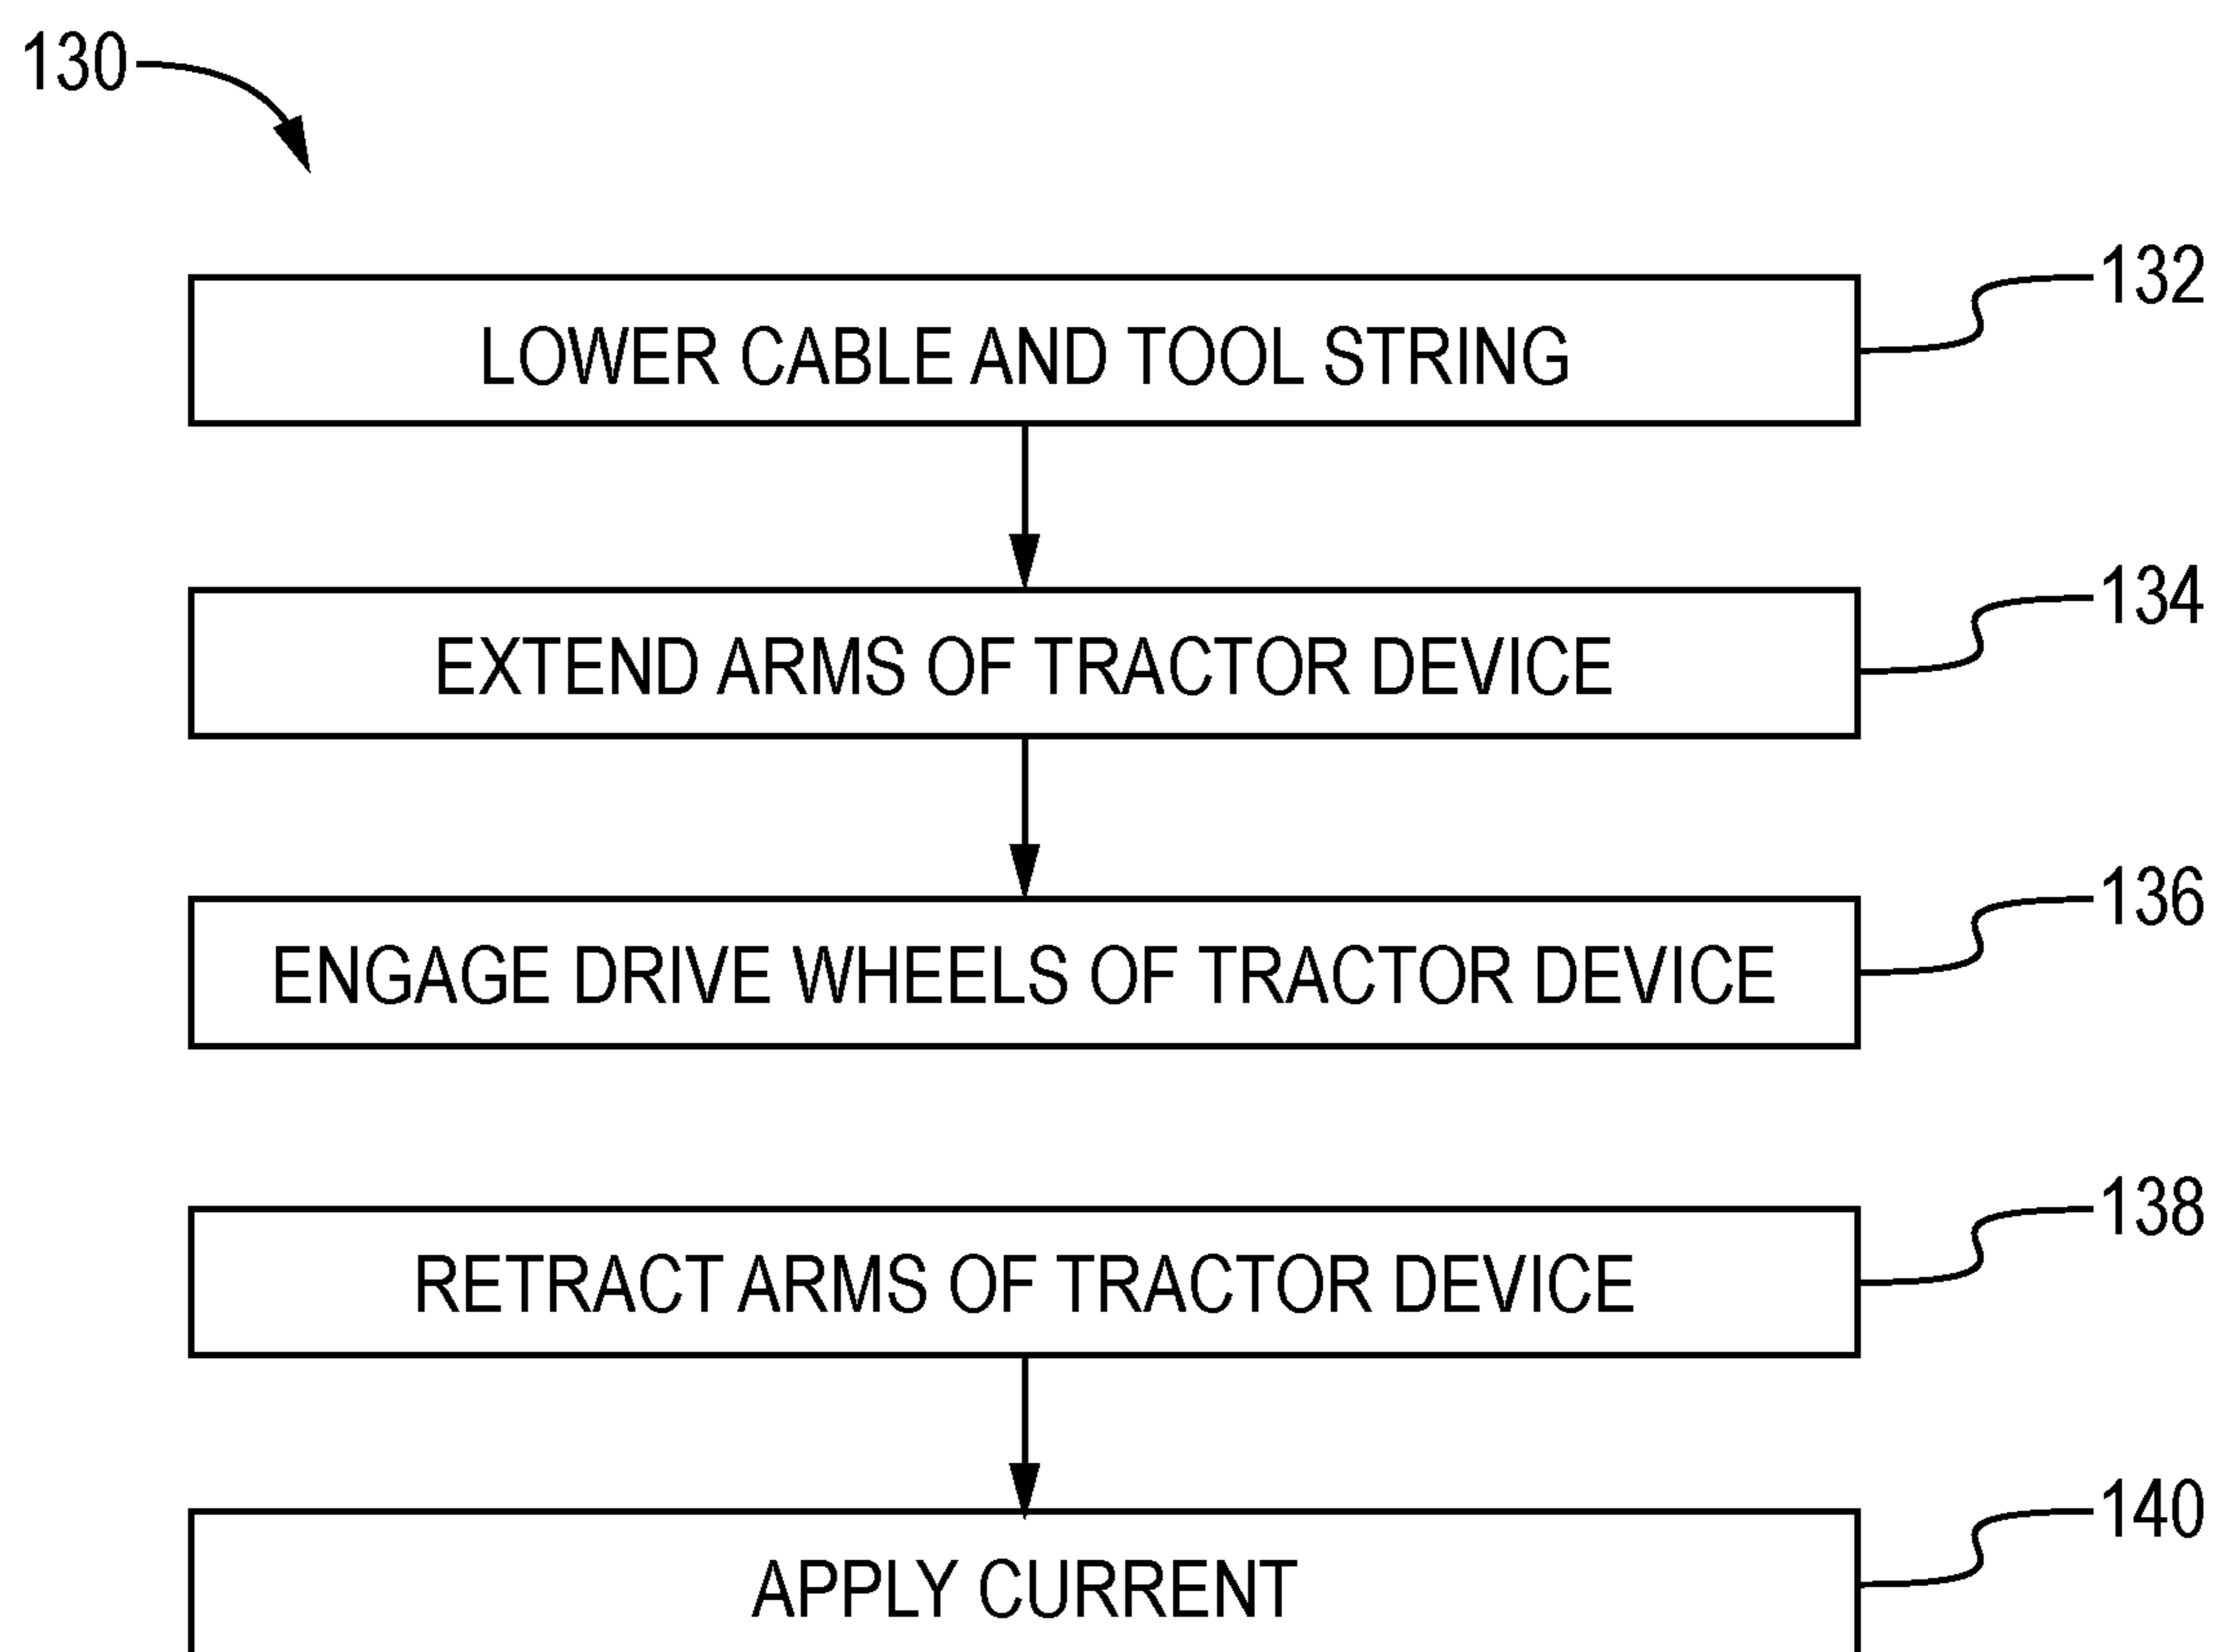 130
LOWER CABLE AND TOOL STRING
132
EXTEND ARMS OF TRACTOR DEVICE
134
ENGAGE DRIVE WHEELS OF TRACTOR DEVICE
136
RETRACT ARMS OF TRACTOR DEVICE
138
APPLY CURRENT
140